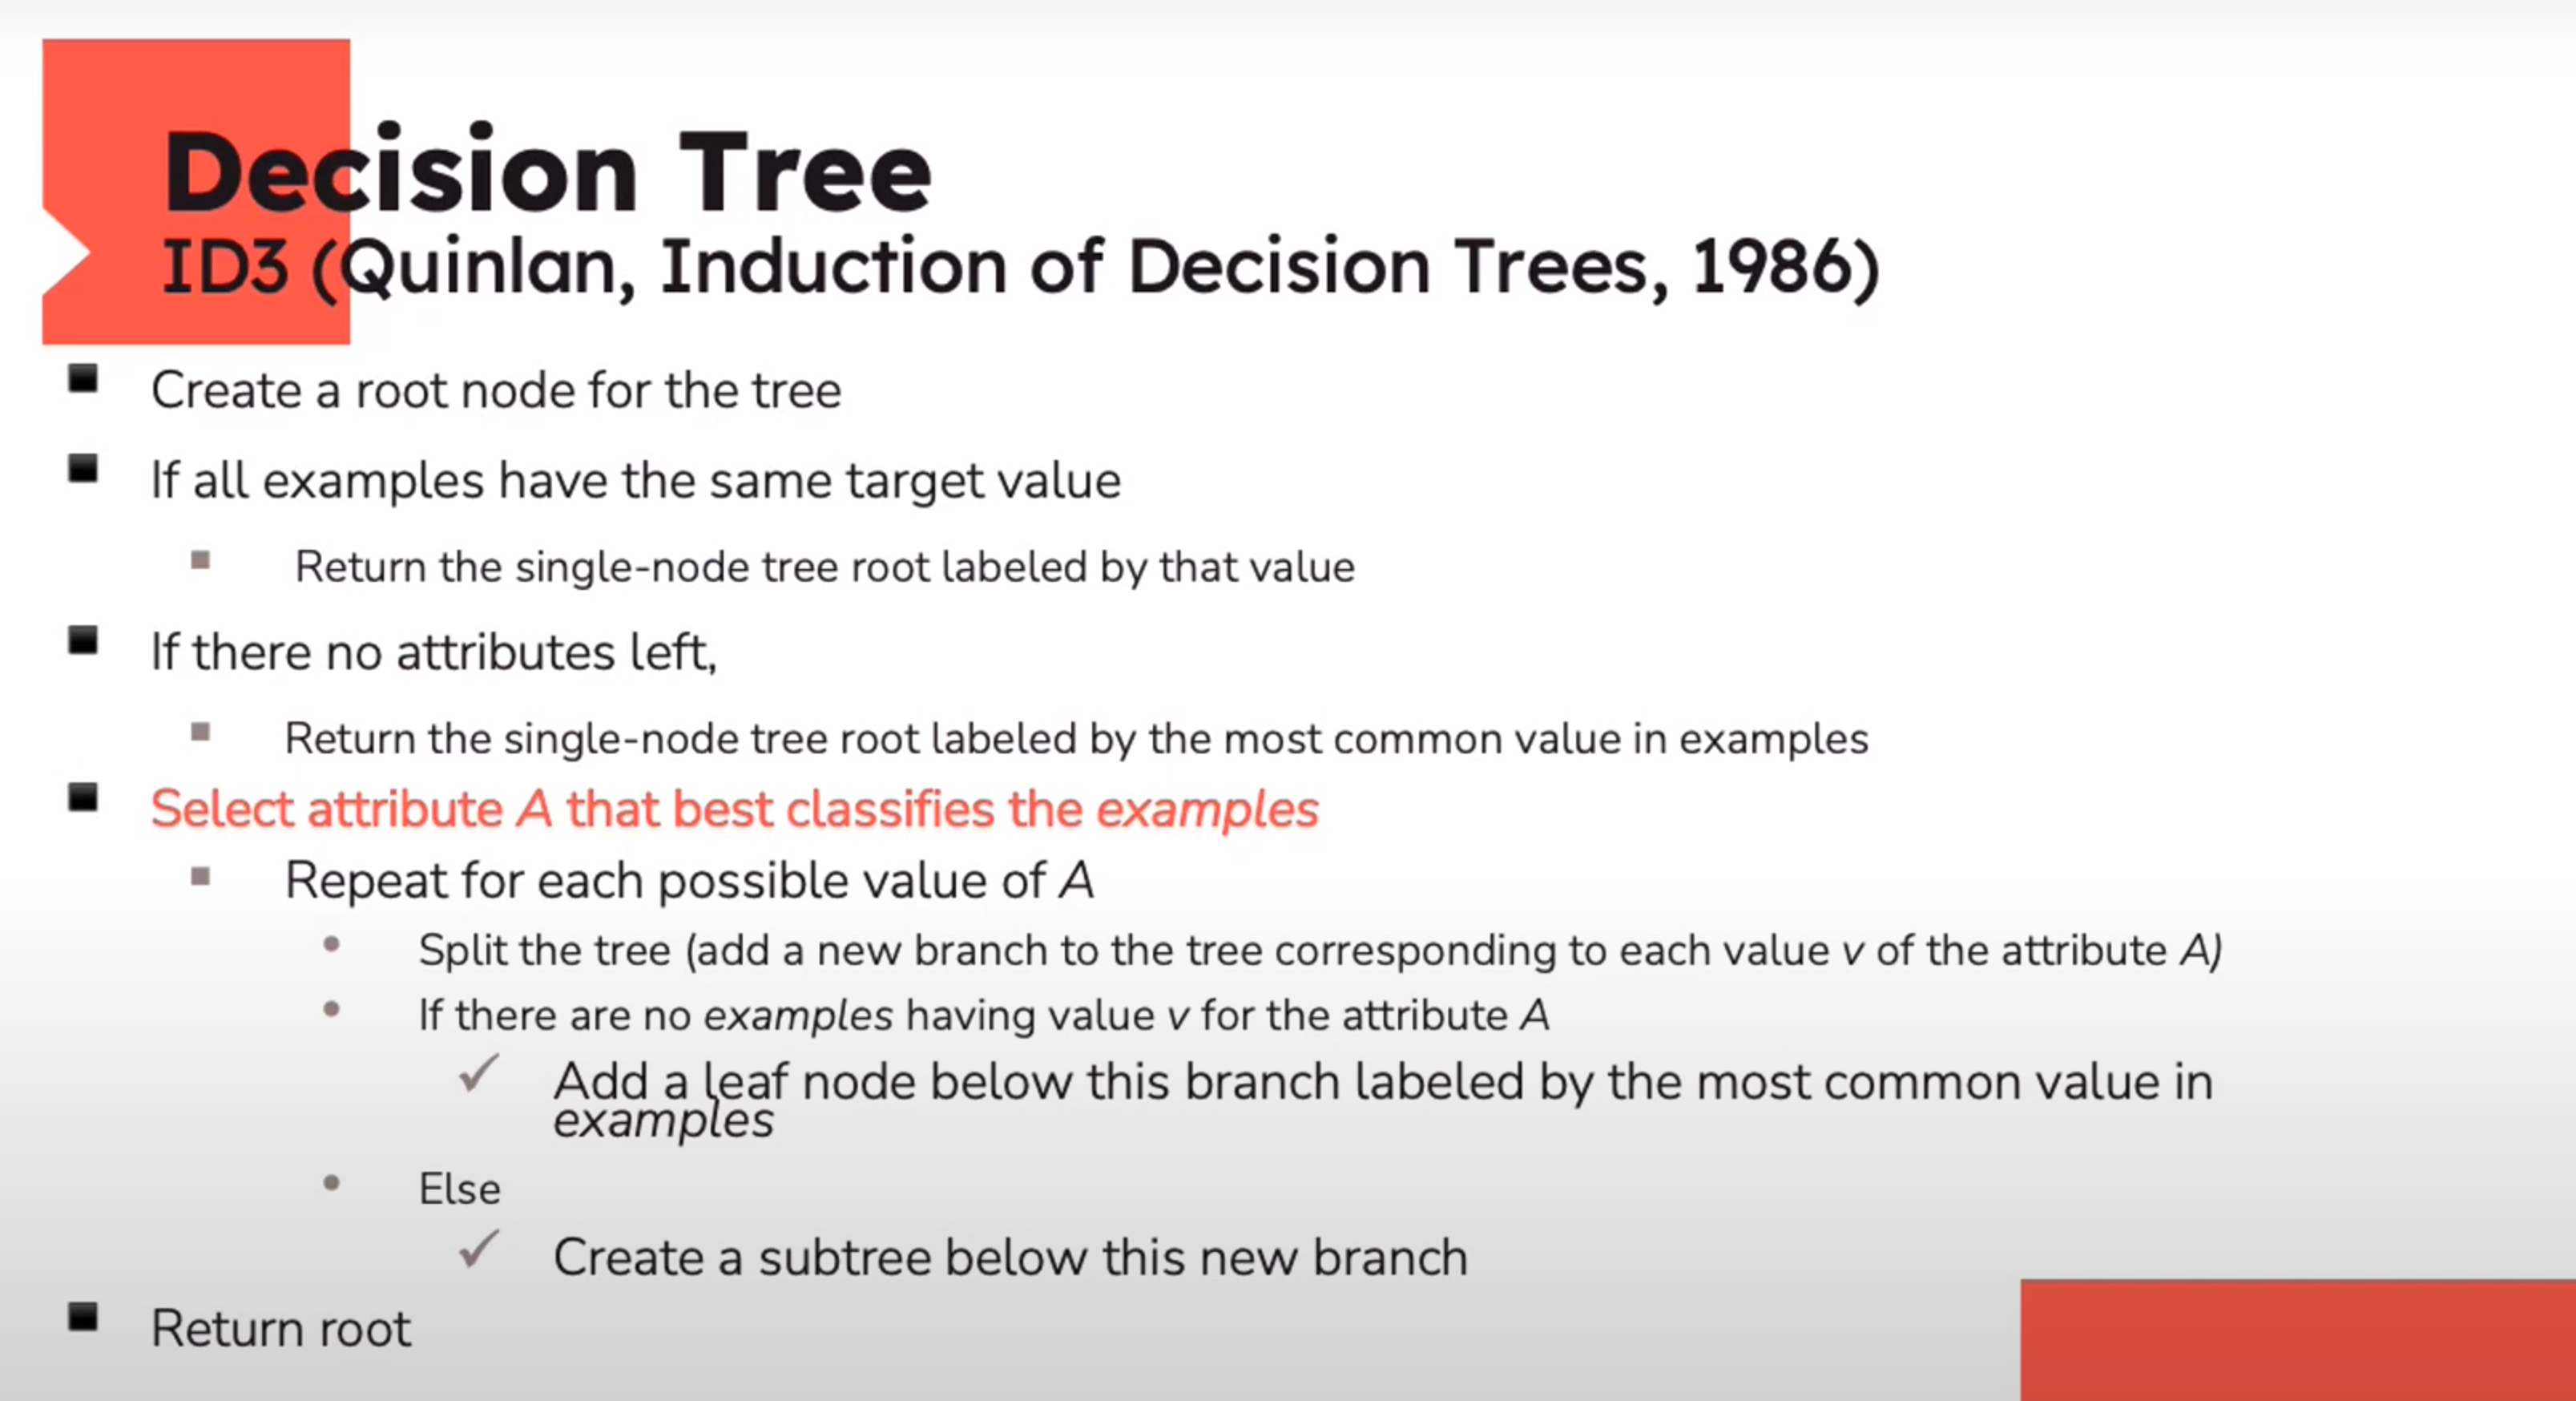 Decision Tree
ID3 (Quinlan, Induction of Decision Trees, 1986)
Create a root node for the tree
If all examples have the same target value
Return the single-node tree root labeled by that value
If there no attributes left,
Return the single-node tree root labeled by the most common value in examples
Select attribute A that best classifies the examples
Repeat for each possible value of A
Split the tree (add a new branch to the tree corresponding to each value v of the attribute A)
If there are no examples having value v for the attribute A
Add a leaf node below this branch labeled by the most common value in
examples
Else
Create a subtree below this new branch
Return root